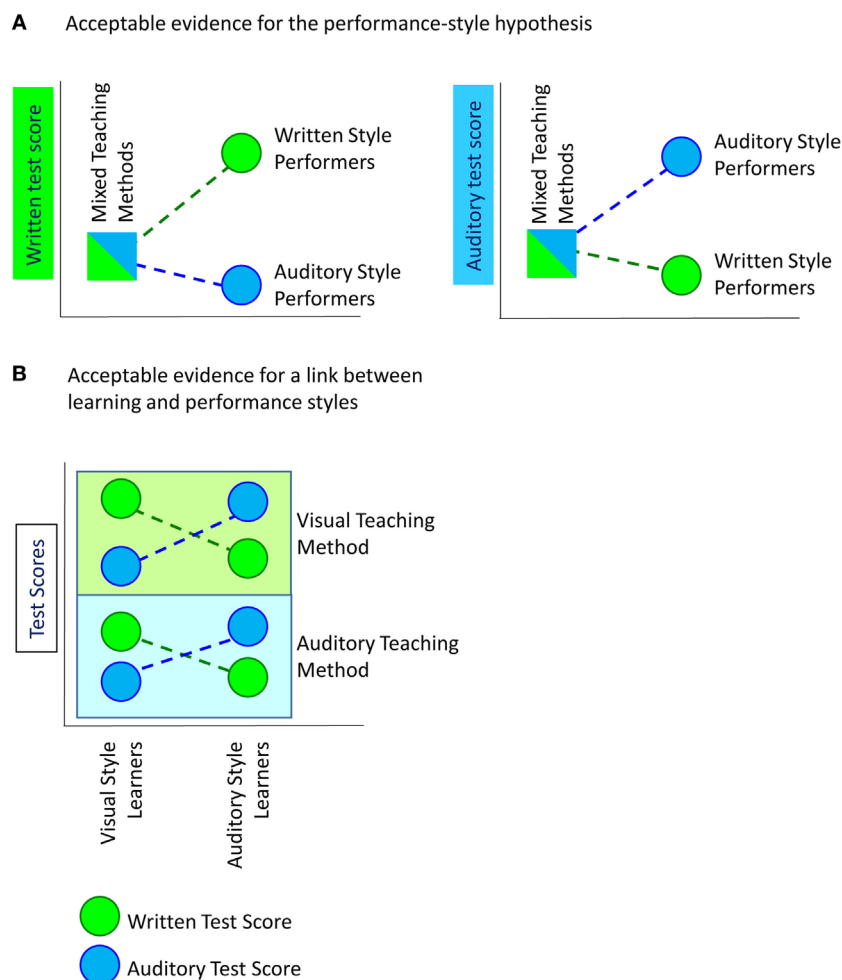 A Acceptable evidence for the performance-style hypothesis
Written test score
Mixed Teaching
Methods
Written Style
Performers
Auditory Style
Performers
Auditory test score
Mixed Teaching
Methods
Auditory Style
Performers
Written Style
Performers
B Acceptable evidence for a link between
learning and performance styles
Test Scores
Visual Teaching
Method
Auditory Teaching
Method
Visual Style
Learners
Auditory Style
Learners
Written Test Score
Auditory Test Score